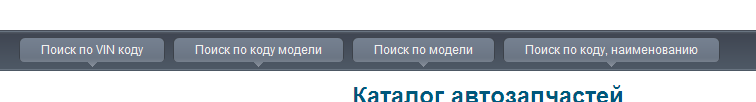 Поиск по VIN коду
Поиск по коду модели
Поиск по модели
Поиск по коду, наименованию
Каталог автозапчастей